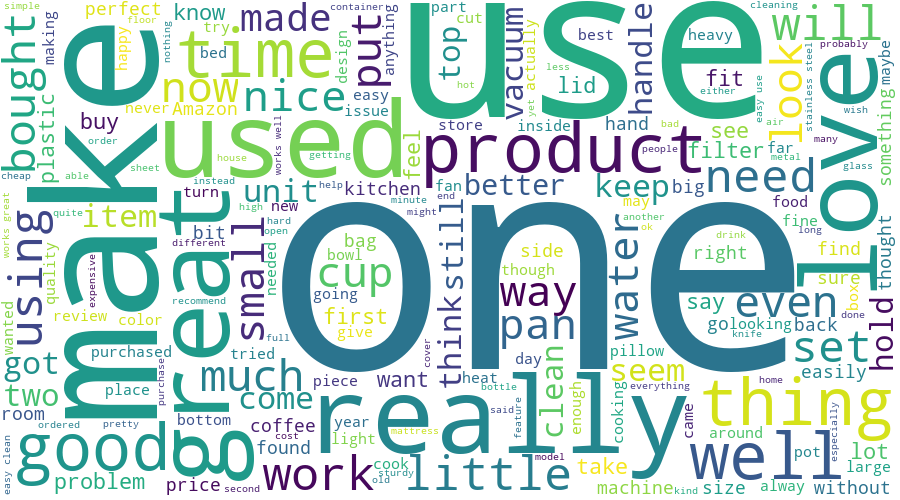 simple
floor
perfect
know
made
part
cut
container
cleaning
probably
happy
try
bed
making
nothing
time
put
anything
design
use
top
best
heavy
hot
less
vacuum
actually
yet
handle
fit
either
easy use
look
will
stainless steel
maybe
bought
plastic
make
now
nice
never
Amazon
easy
issue
lid
buy
order
used
works well
feel
store
inside
hand
see
filter
air
bad
people
product
far
metal
wish
many
glass
love
something
cheap
able
sheet
house
getting
turn
instead
unit
help
kitchen
fan
better
keep
big
need
food
works great
quite
using
item
great
bit
different
small
hard
open
high
new
minute
might
end
may
another
ok
drink
fine
long
thought
expensive
quality
needed
one
bag
bowl
cup
going
first
give
think
still
side
though
way
water
right
say
even
find
sure
box
hold
wanted
review
color
recommend
tried
full
pan
go
looking
knife
back
done
set
got
purchased
purchase
much
day
cover
clean
pillow
seem
easily
two
place
come
piece
want
heat
bottle
enough
cooking
everything
home
thing
room
ordered
pretty
coffee
year
mattress
really
said
feature
came
especially
good
bottom
found
cost
light
well
around
pot
lot
easy clean
problem
price
second
work
cook
old
sturdy
little
model
take
machine
kind
size
alway
without
large